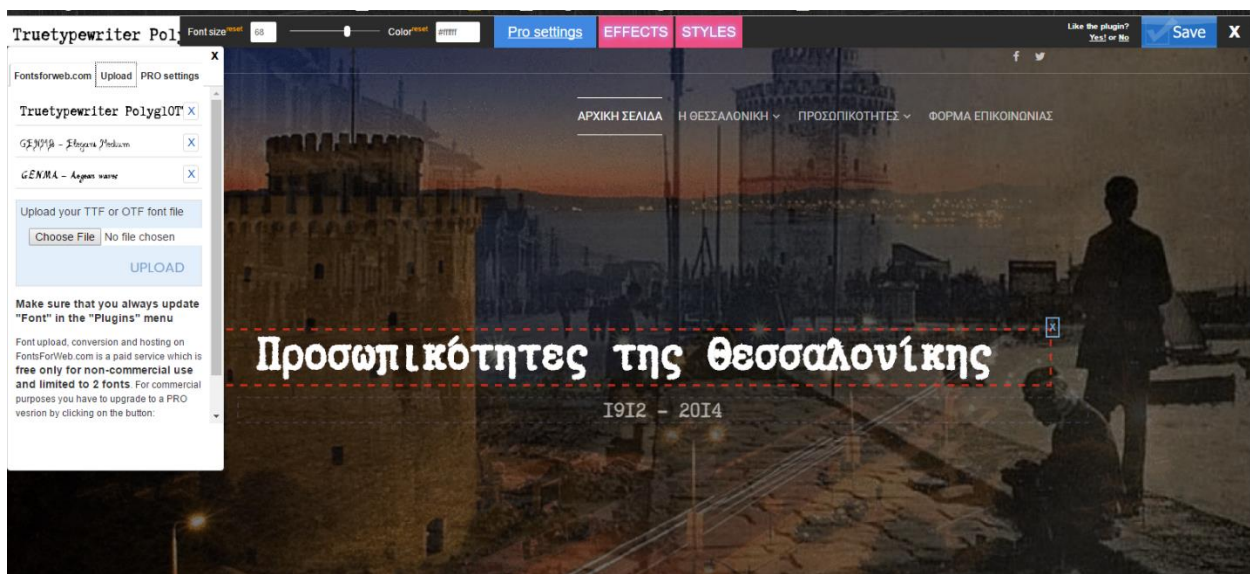 Truetypewriter Pol
Font size reset 68
Color reset #ffffff
Pro settings
EFFECTS
STYLES
Like the plugin?
Yes! or No
Save
X
X
Fontsforweb.com Upload PRO settings
Truetypewriter PolyglOT X
GENMA – Elegant Medium X
GENMA – Aegean waves X
Upload your TTF or OTF font file
Choose File No file chosen
UPLOAD
Make sure that you always update
"Font" in the "Plugins" menu
Font upload, conversion and hosting on
FontsForWeb.com is a paid service which is
free only for non-commercial use
and limited to 2 fonts. For commercial
purposes you have to upgrade to a PRO
vesrion by clicking on the button:
ΑΡΧΙΚΗ ΣΕΛΙΔΑ Η ΘΕΣΣΑΛΟΝΙΚΗ ΠΡΟΣΩΠΙΚΟΤΗΤΕΣ ΦΟΡΜΑ ΕΠΙΚΟΙΝΩΝΙΑΣ
X
Προσωπικότητες της Θεσσαλονίκης
1912 – 2014